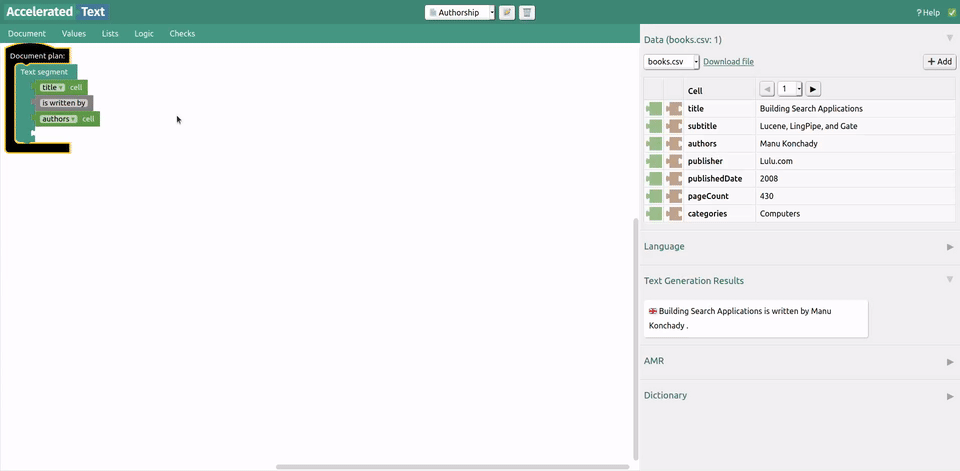 Accelerated Text
Authorship
? Help
Document Values Lists Logic Checks
Document plan:
Text segment
title cell
is written by
authors cell
Data (books.csv: 1)
books.csv Download file + Add
Cell 1
title Building Search Applications
subtitle Lucene, LingPipe, and Gate
authors Manu Konchady
publisher Lulu.com
publishedDate 2008
pageCount 430
categories Computers
Language
Text Generation Results
Building Search Applications is written by Manu
Konchady .
AMR
Dictionary